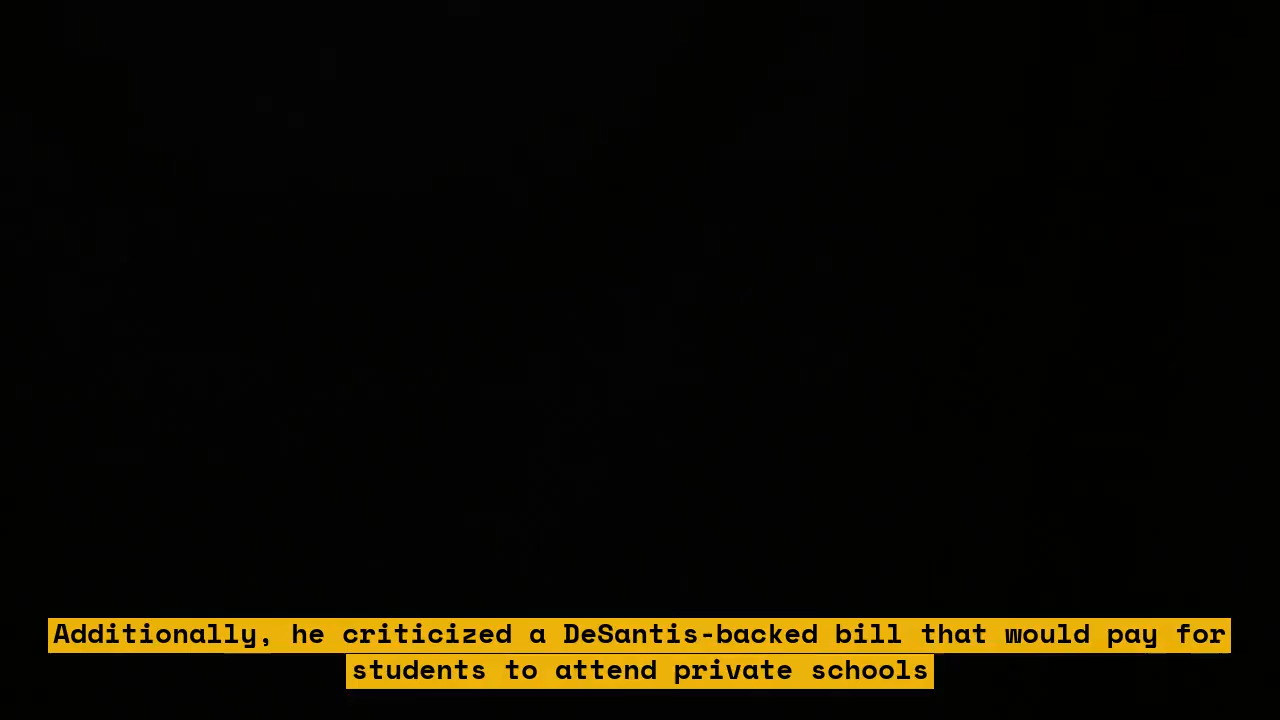 Additionally, he criticized a DeSantis-backed bill that would pay for
students to attend private schools